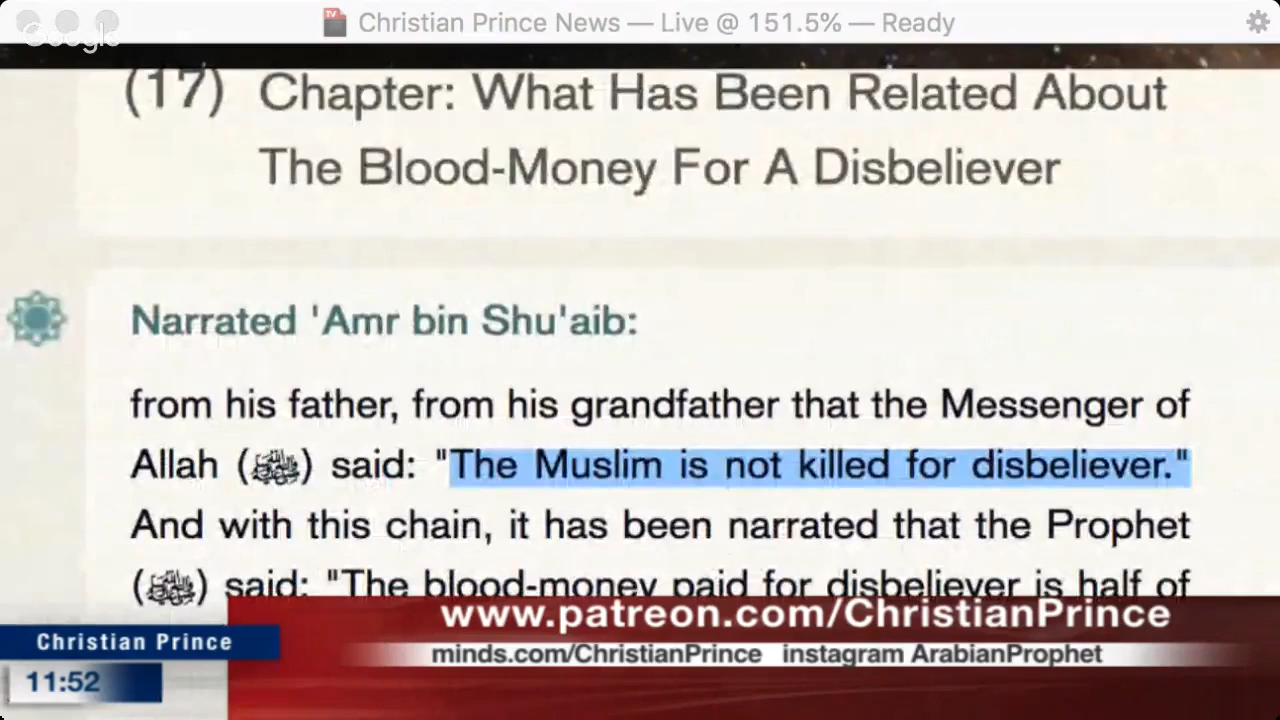 Christian Prince News — Live @ 151.5% — Ready
Google
(17) Chapter: What Has Been Related About
The Blood-Money For A Disbeliever
Narrated 'Amr bin Shu'aib:
from his father, from his grandfather that the Messenger of
Allah (ﷺ) said: "The Muslim is not killed for disbeliever."
And with this chain, it has been narrated that the Prophet
(ﷺ) said: "The blood-money paid for disbeliever is half of
www.patreon.com/ChristianPrince
Christian Prince
minds.com/ChristianPrince instagram ArabianProphet
11:52